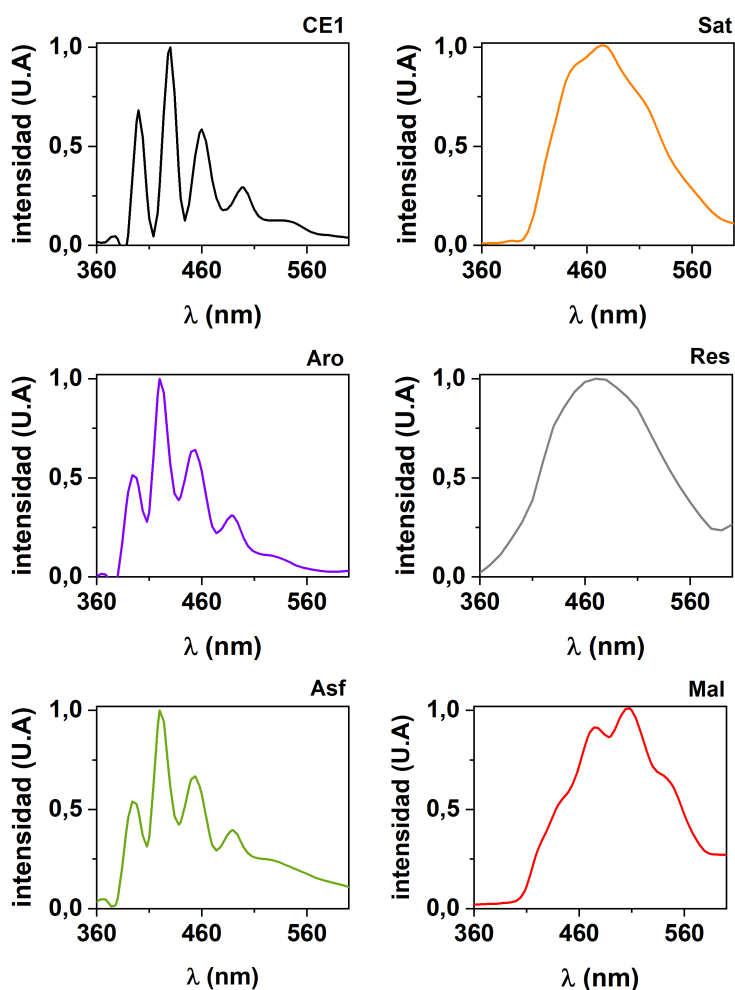 CE1
1,0
0,5
0,0
intensidad (U.A)
360 460 560
λ (nm)
Sat
1,0
0,5
0,0
intensidad (U.A)
360 460 560
λ (nm)
Aro
1,0
0,5
0,0
intensidad (U.A)
360 460 560
λ (nm)
Res
1,0
0,5
0,0
intensidad (U.A)
360 460 560
λ (nm)
Asf
1,0
0,5
0,0
intensidad (U.A)
360 460 560
λ (nm)
Mal
1,0
0,5
0,0
intensidad (U.A)
360 460 560
λ (nm)